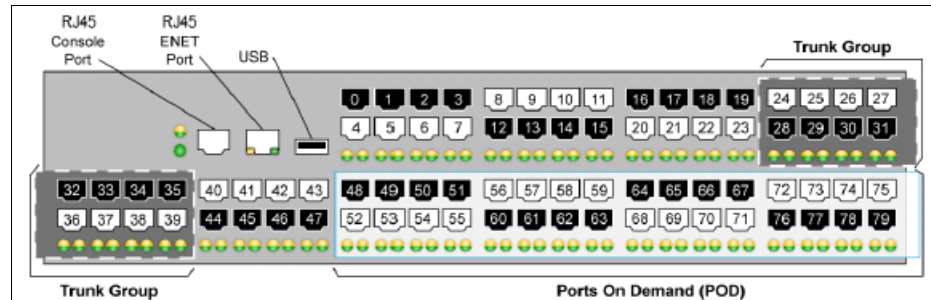 RJ45
Console
Port
RJ45
ENET
Port
USB
Trunk Group
0 1 2 3 8 9 10 11 16 17 18 19 24 25 26 27
4 5 6 7 12 13 14 15 20 21 22 23 28 29 30 31
32 33 34 35 40 41 42 43 48 49 50 51 56 57 58 59 64 65 66 67 72 73 74 75
36 37 38 39 44 45 46 47 52 53 54 55 60 61 62 63 68 69 70 71 76 77 78 79
Trunk Group
Ports On Demand (POD)